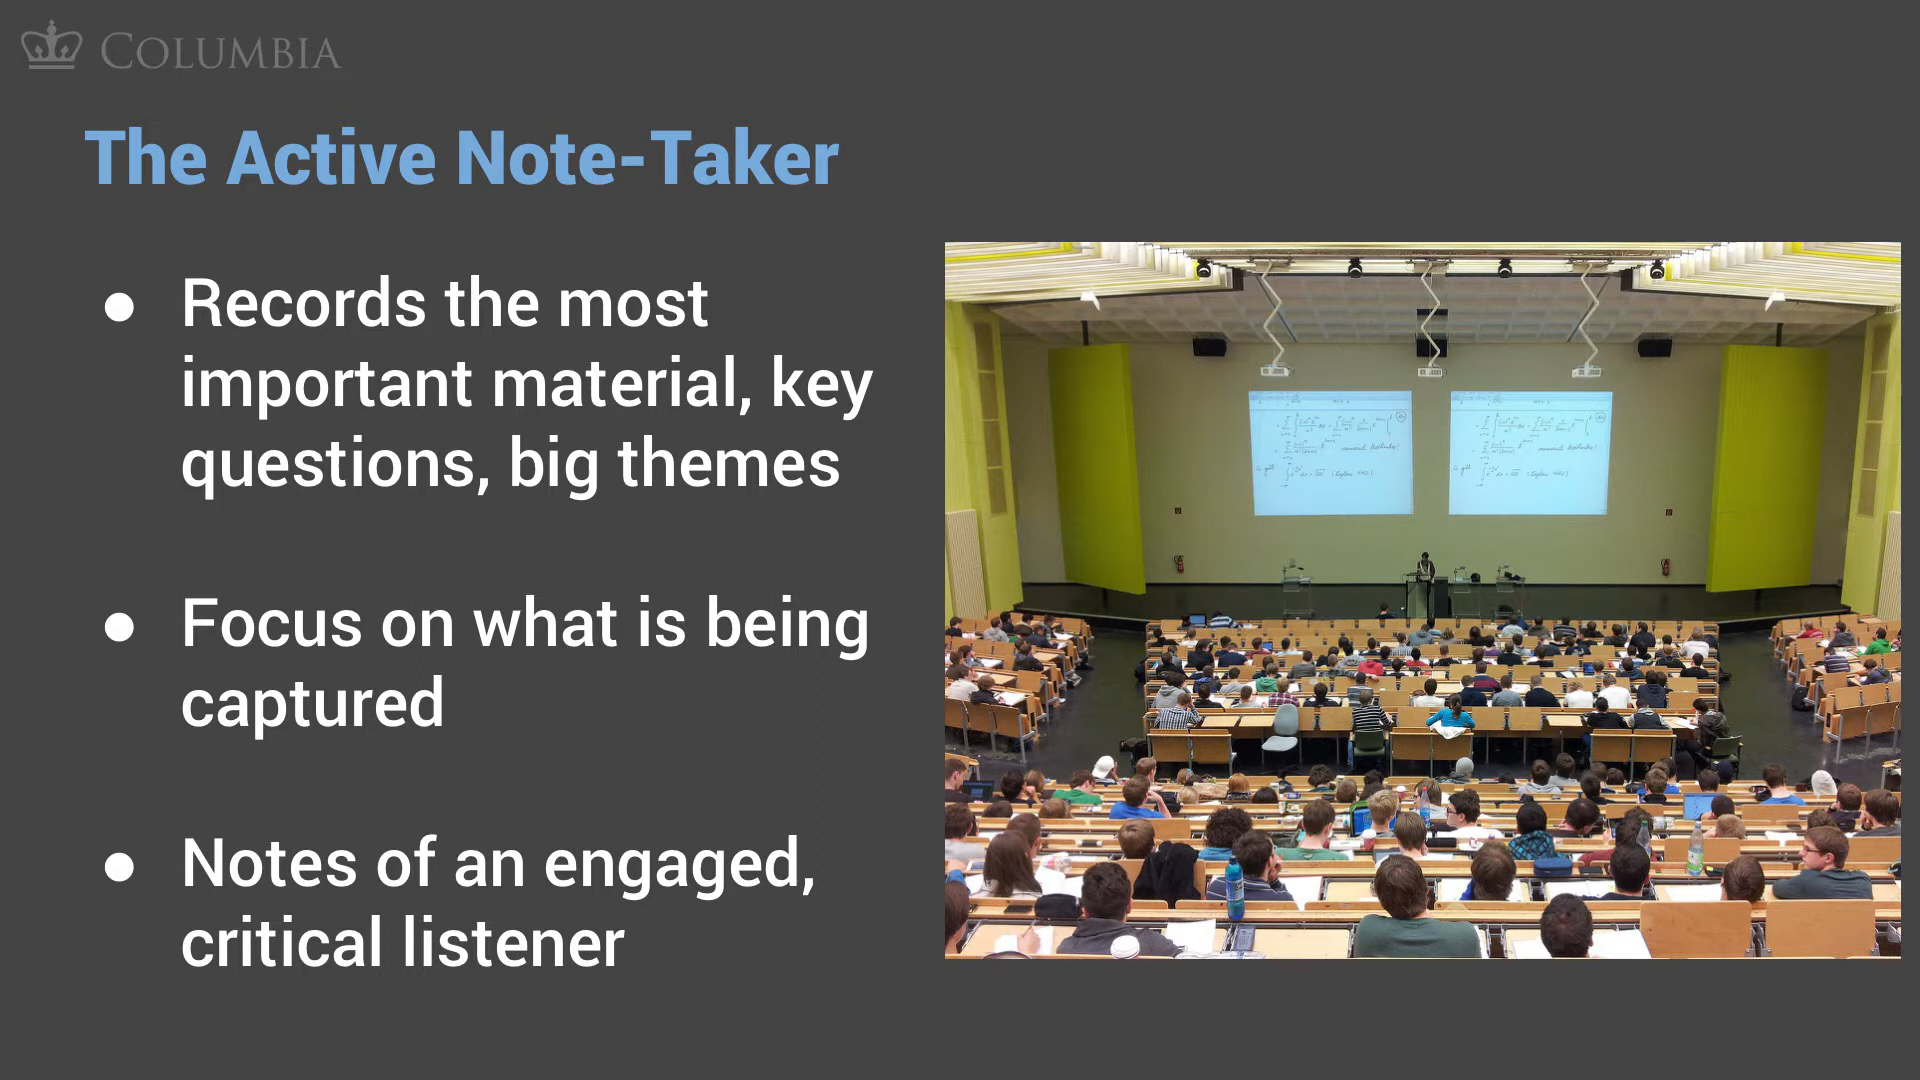 COLUMBIA
The Active Note-Taker
● Records the most
important material, key
questions, big themes
● Focus on what is being
captured
● Notes of an engaged,
critical listener